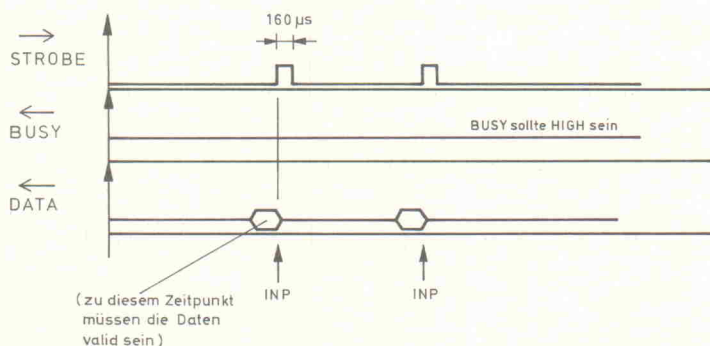 160 µs
STROBE
BUSY
BUSY sollte HIGH sein
DATA
INP
INP
(zu diesem Zeitpunkt
müssen die Daten
valid sein)